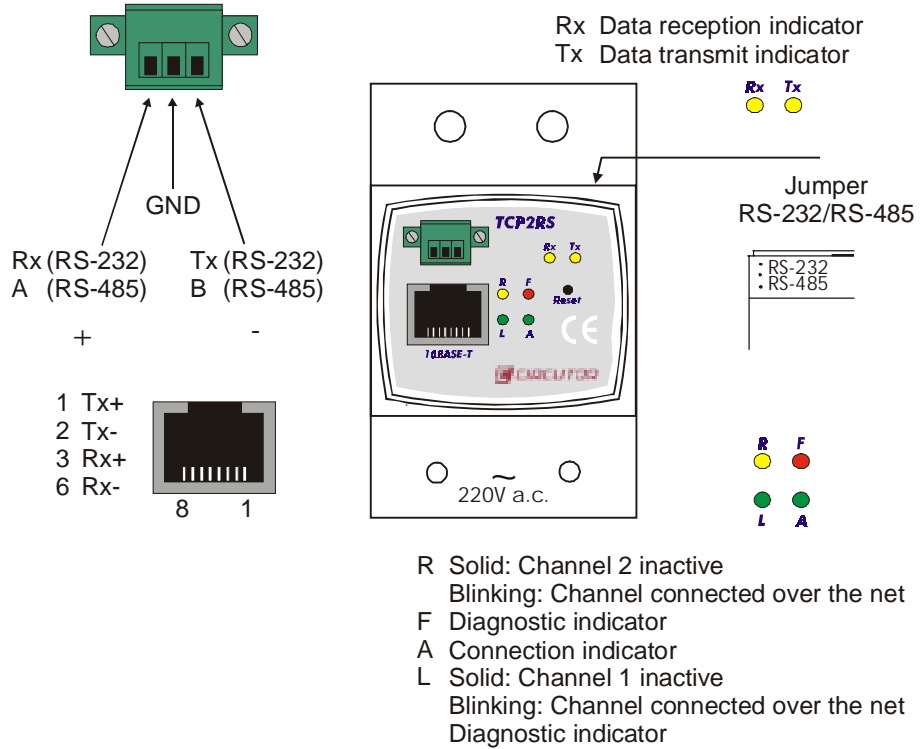 Rx Data reception indicator
Tx Data transmit indicator
Rx Tx
Jumper
RS-232/RS-485
RS-232
RS-485
GND
Rx (RS-232) Tx (RS-232)
A (RS-485) B (RS-485)
+ -
TCP2RS
Rx Tx
R F
Reset
L A
10BASE-T
CE
CIRCUTOR
1 Tx+
2 Tx-
3 Rx+
6 Rx-
8 1
~
220V a.c.
R F
L A
R Solid: Channel 2 inactive
Blinking: Channel connected over the net
F Diagnostic indicator
A Connection indicator
L Solid: Channel 1 inactive
Blinking: Channel connected over the net
Diagnostic indicator